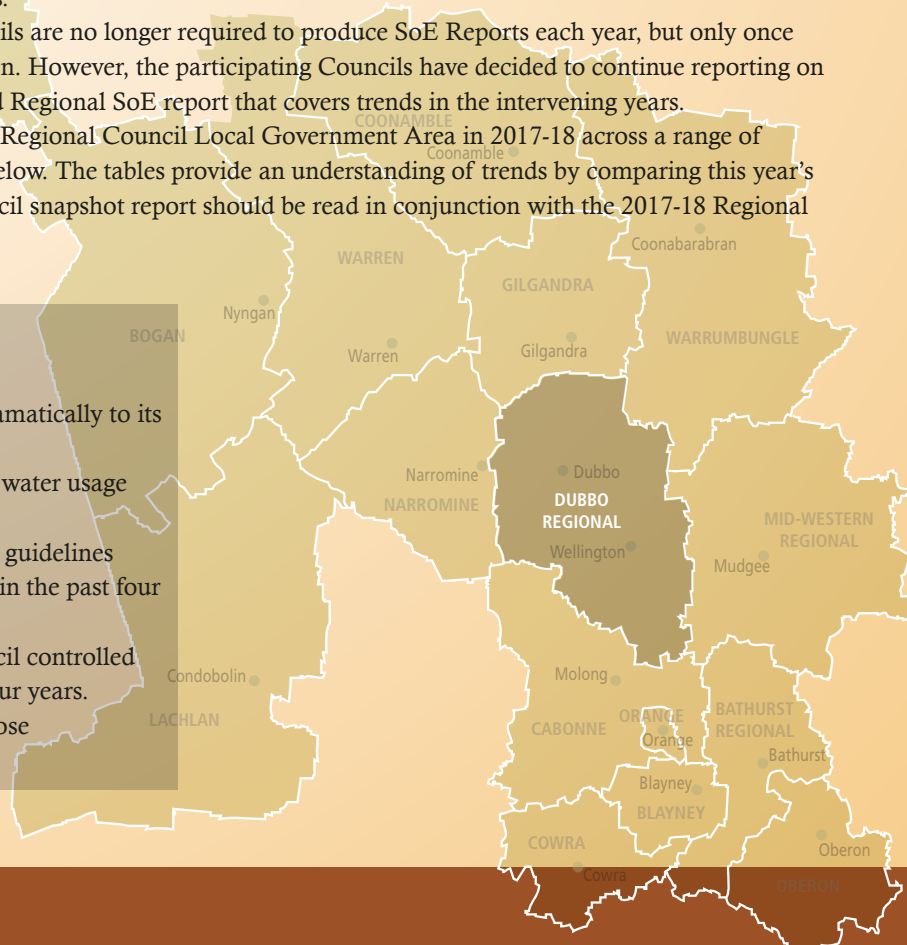 s.
ils are no longer required to produce SoE Reports each year, but only once
n. However, the participating Councils have decided to continue reporting on
l Regional SoE report that covers trends in the intervening years.
Regional Council Local Government Area in 2017-18 across a range of
elow. The tables provide an understanding of trends by comparing this year’s
cil snapshot report should be read in conjunction with the 2017-18 Regional
COONAMBLE
Coonamble
Coonabarabran
WARREN
GILGANDRA
Nyngan
BOGAN
Warren
Gilgandra
WARRUMBUNGLE
amatically to its
water usage
guidelines
in the past four
cil controlled
ur years.
ose
Narromine
NARROMINE
Dubbo
DUBBO
REGIONAL
Wellington
MID-WESTERN
REGIONAL
Mudgee
Condobolin
LACHLAN
Molong
CABONNE
ORANGE
Orange
BATHURST
REGIONAL
Bathurst
Blayney
BLAYNEY
COWRA
Cowra
Oberon
OBERON